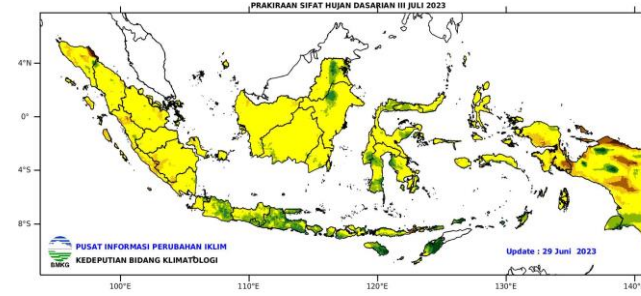 PRAKIRAAN SIFAT HUJAN DASARIAN III JULI 2023
4°N
0°
4°S
8°S
BMKG
PUSAT INFORMASI PERUBAHAN IKLIM
KEDEPUTIAN BIDANG KLIMATOLOGI
Update : 29 Juni 2023
100°E
110°E
120°E
130°E
140°E